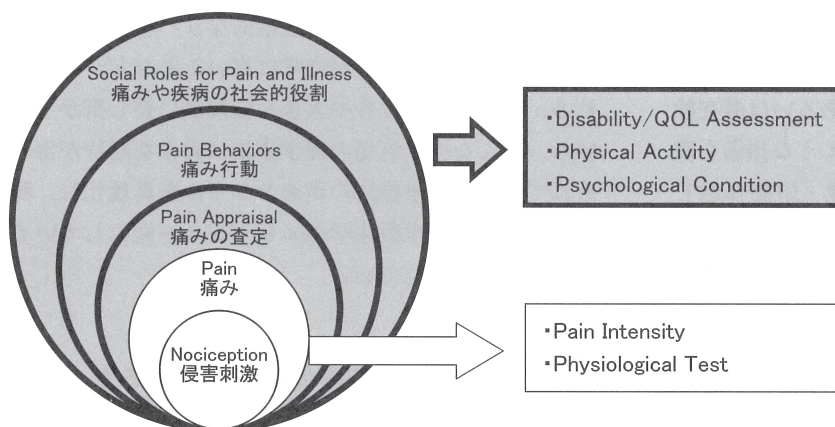 Social Roles for Pain and Illness
痛みや疾病の社会的役割
Pain Behaviors
痛み行動
Pain Appraisal
痛みの査定
Pain
痛み
Nociception
侵害刺激
・Disability/QOL Assessment
・Physical Activity
・Psychological Condition
・Pain Intensity
・Physiological Test